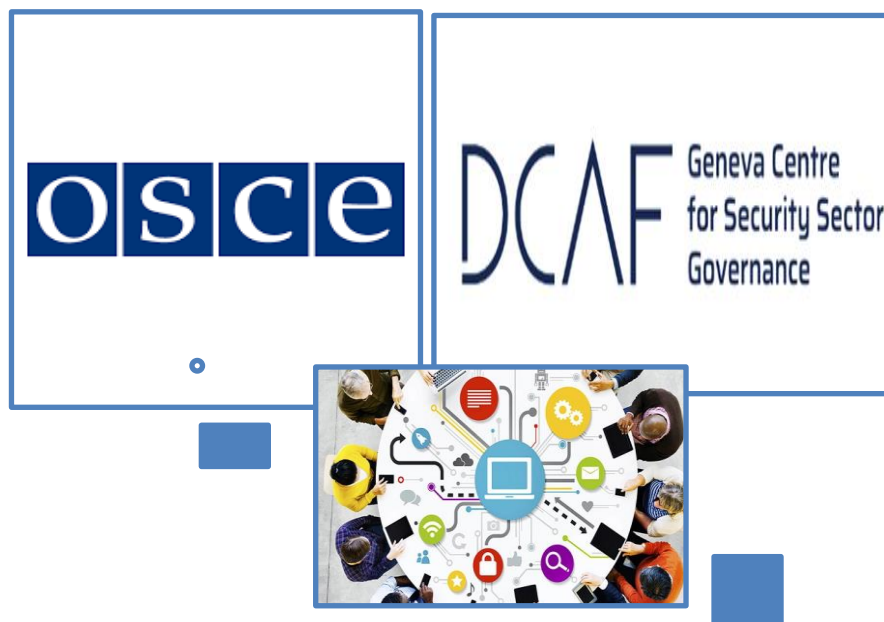 osce
DCAF
Geneva Centre
for Security Sector
Governance